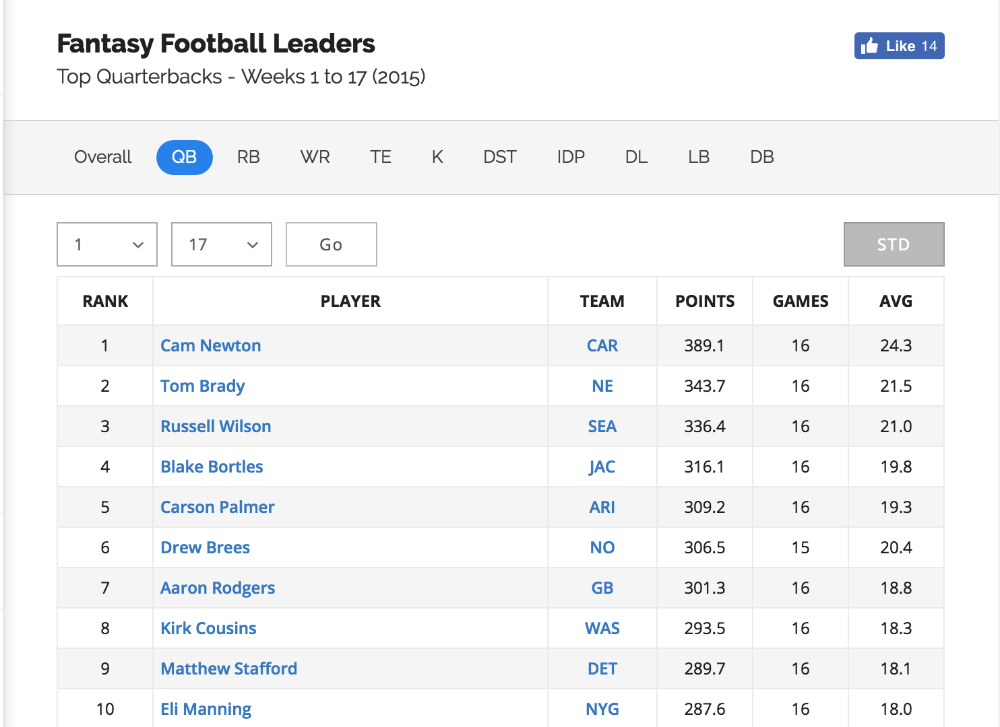 Fantasy Football Leaders
Like 14
Top Quarterbacks - Weeks 1 to 17 (2015)
Overall QB RB WR TE K DST IDP DL LB DB
1 17 Go STD
RANK PLAYER TEAM POINTS GAMES AVG
1 Cam Newton CAR 389.1 16 24.3
2 Tom Brady NE 343.7 16 21.5
3 Russell Wilson SEA 336.4 16 21.0
4 Blake Bortles JAC 316.1 16 19.8
5 Carson Palmer ARI 309.2 16 19.3
6 Drew Brees NO 306.5 15 20.4
7 Aaron Rodgers GB 301.3 16 18.8
8 Kirk Cousins WAS 293.5 16 18.3
9 Matthew Stafford DET 289.7 16 18.1
10 Eli Manning NYG 287.6 16 18.0